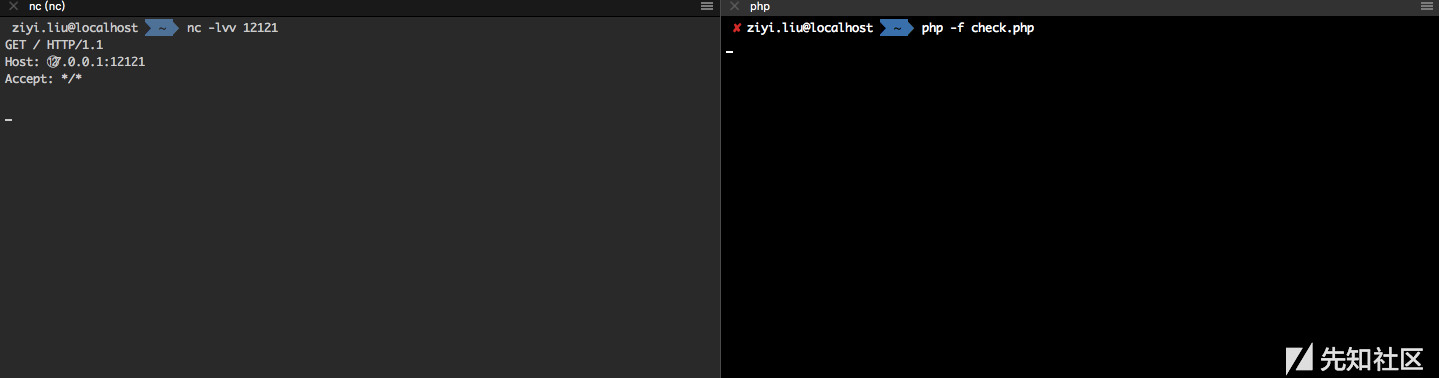 nc (nc)
ziyi.liu@localhost ~ nc -lvv 12121
GET / HTTP/1.1
Host: ⑫7.0.0.1:12121
Accept: */*
php
✘ ziyi.liu@localhost ~ php -f check.php
先知社区